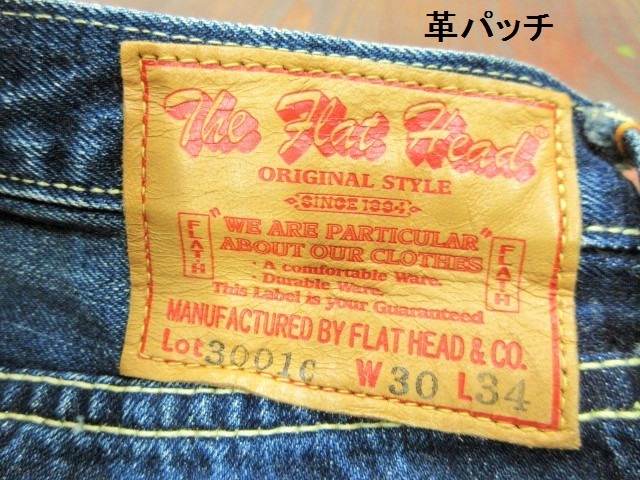 革パッチ
The Flat Head
ORIGINAL STYLE
SINCE 1994
"WE ARE PARTICULAR"
ABOUT OUR CLOTHES
FLATH
FLATH
· A comfortable Ware.
· Durable Ware.
This Label is your Guaranteed
MANUFACTURED BY FLAT HEAD & CO.
Lot 3001C W 30 L 34